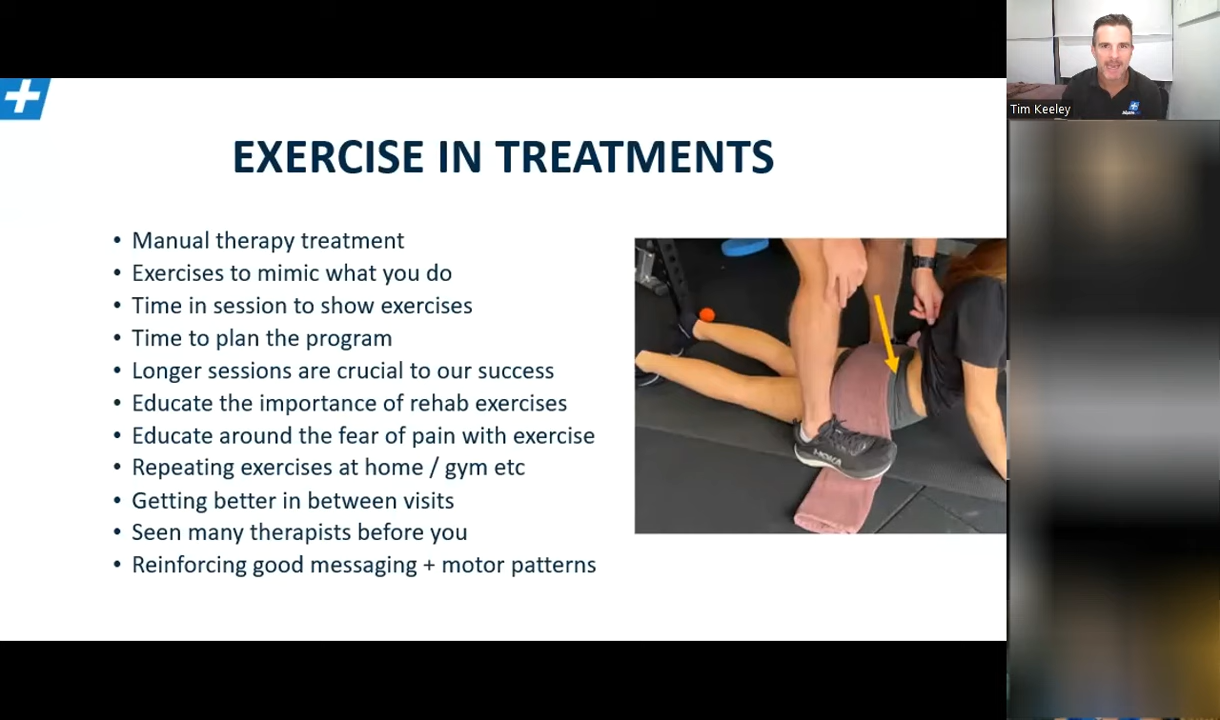 EXERCISE IN TREATMENTS
• Manual therapy treatment
• Exercises to mimic what you do
• Time in session to show exercises
• Time to plan the program
• Longer sessions are crucial to our success
• Educate the importance of rehab exercises
• Educate around the fear of pain with exercise
• Repeating exercises at home / gym etc
• Getting better in between visits
• Seen many therapists before you
• Reinforcing good messaging + motor patterns
HOKA
Tim Keeley